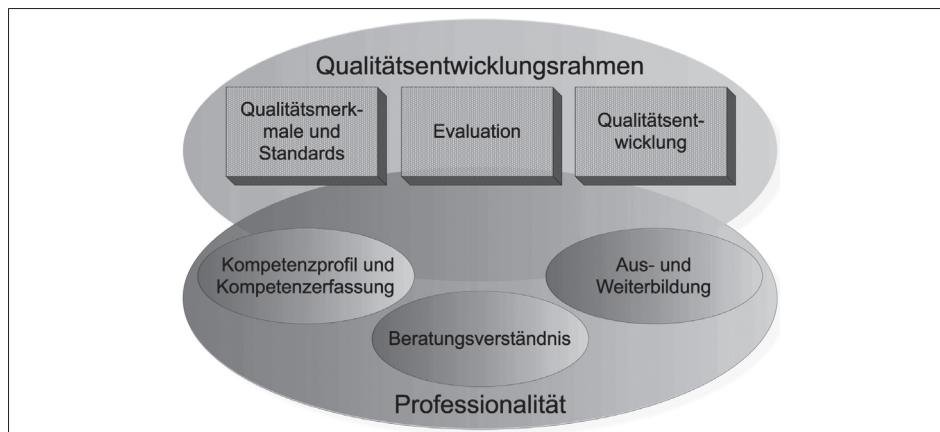 Qualitätsentwicklungsrahmen
Qualitätsmerk-
male und
Standards
Evaluation
Qualitätsent-
wicklung
Kompetenzprofil und
Kompetenzerfassung
Aus- und
Weiterbildung
Beratungsverständnis
Professionalität